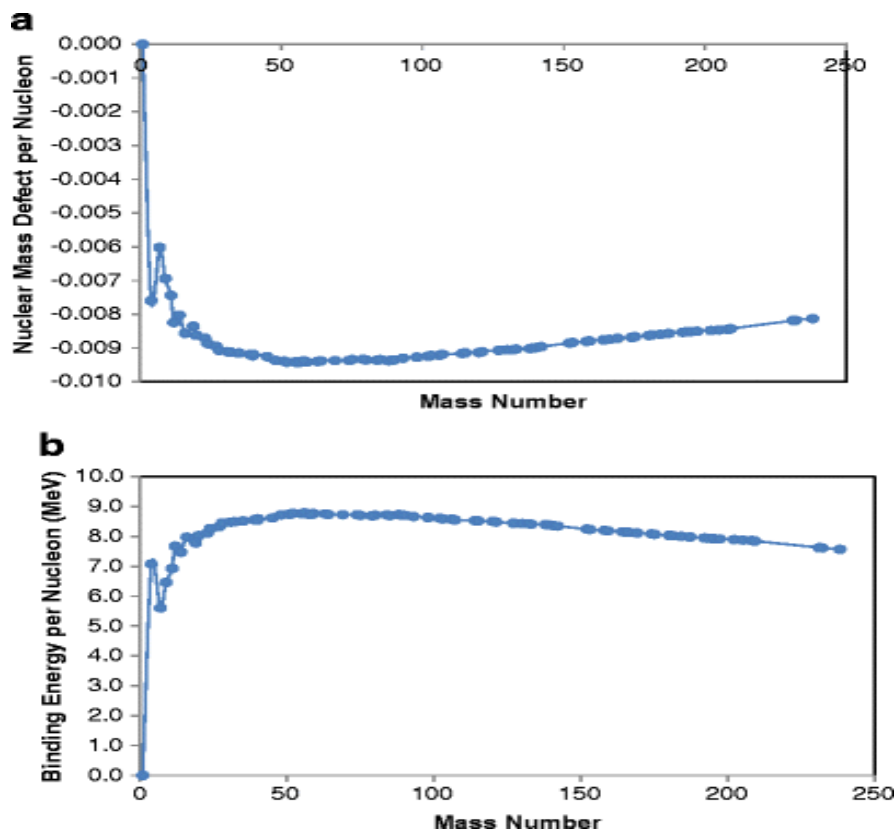 a
Nuclear Mass Defect per Nucleon
0.000
-0.001
-0.002
-0.003
-0.004
-0.005
-0.006
-0.007
-0.008
-0.009
-0.010
0 50 100 150 200 250
Mass Number
b
Binding Energy per Nucleon (MeV)
10.0
9.0
8.0
7.0
6.0
5.0
4.0
3.0
2.0
1.0
0.0
0 50 100 150 200 250
Mass Number